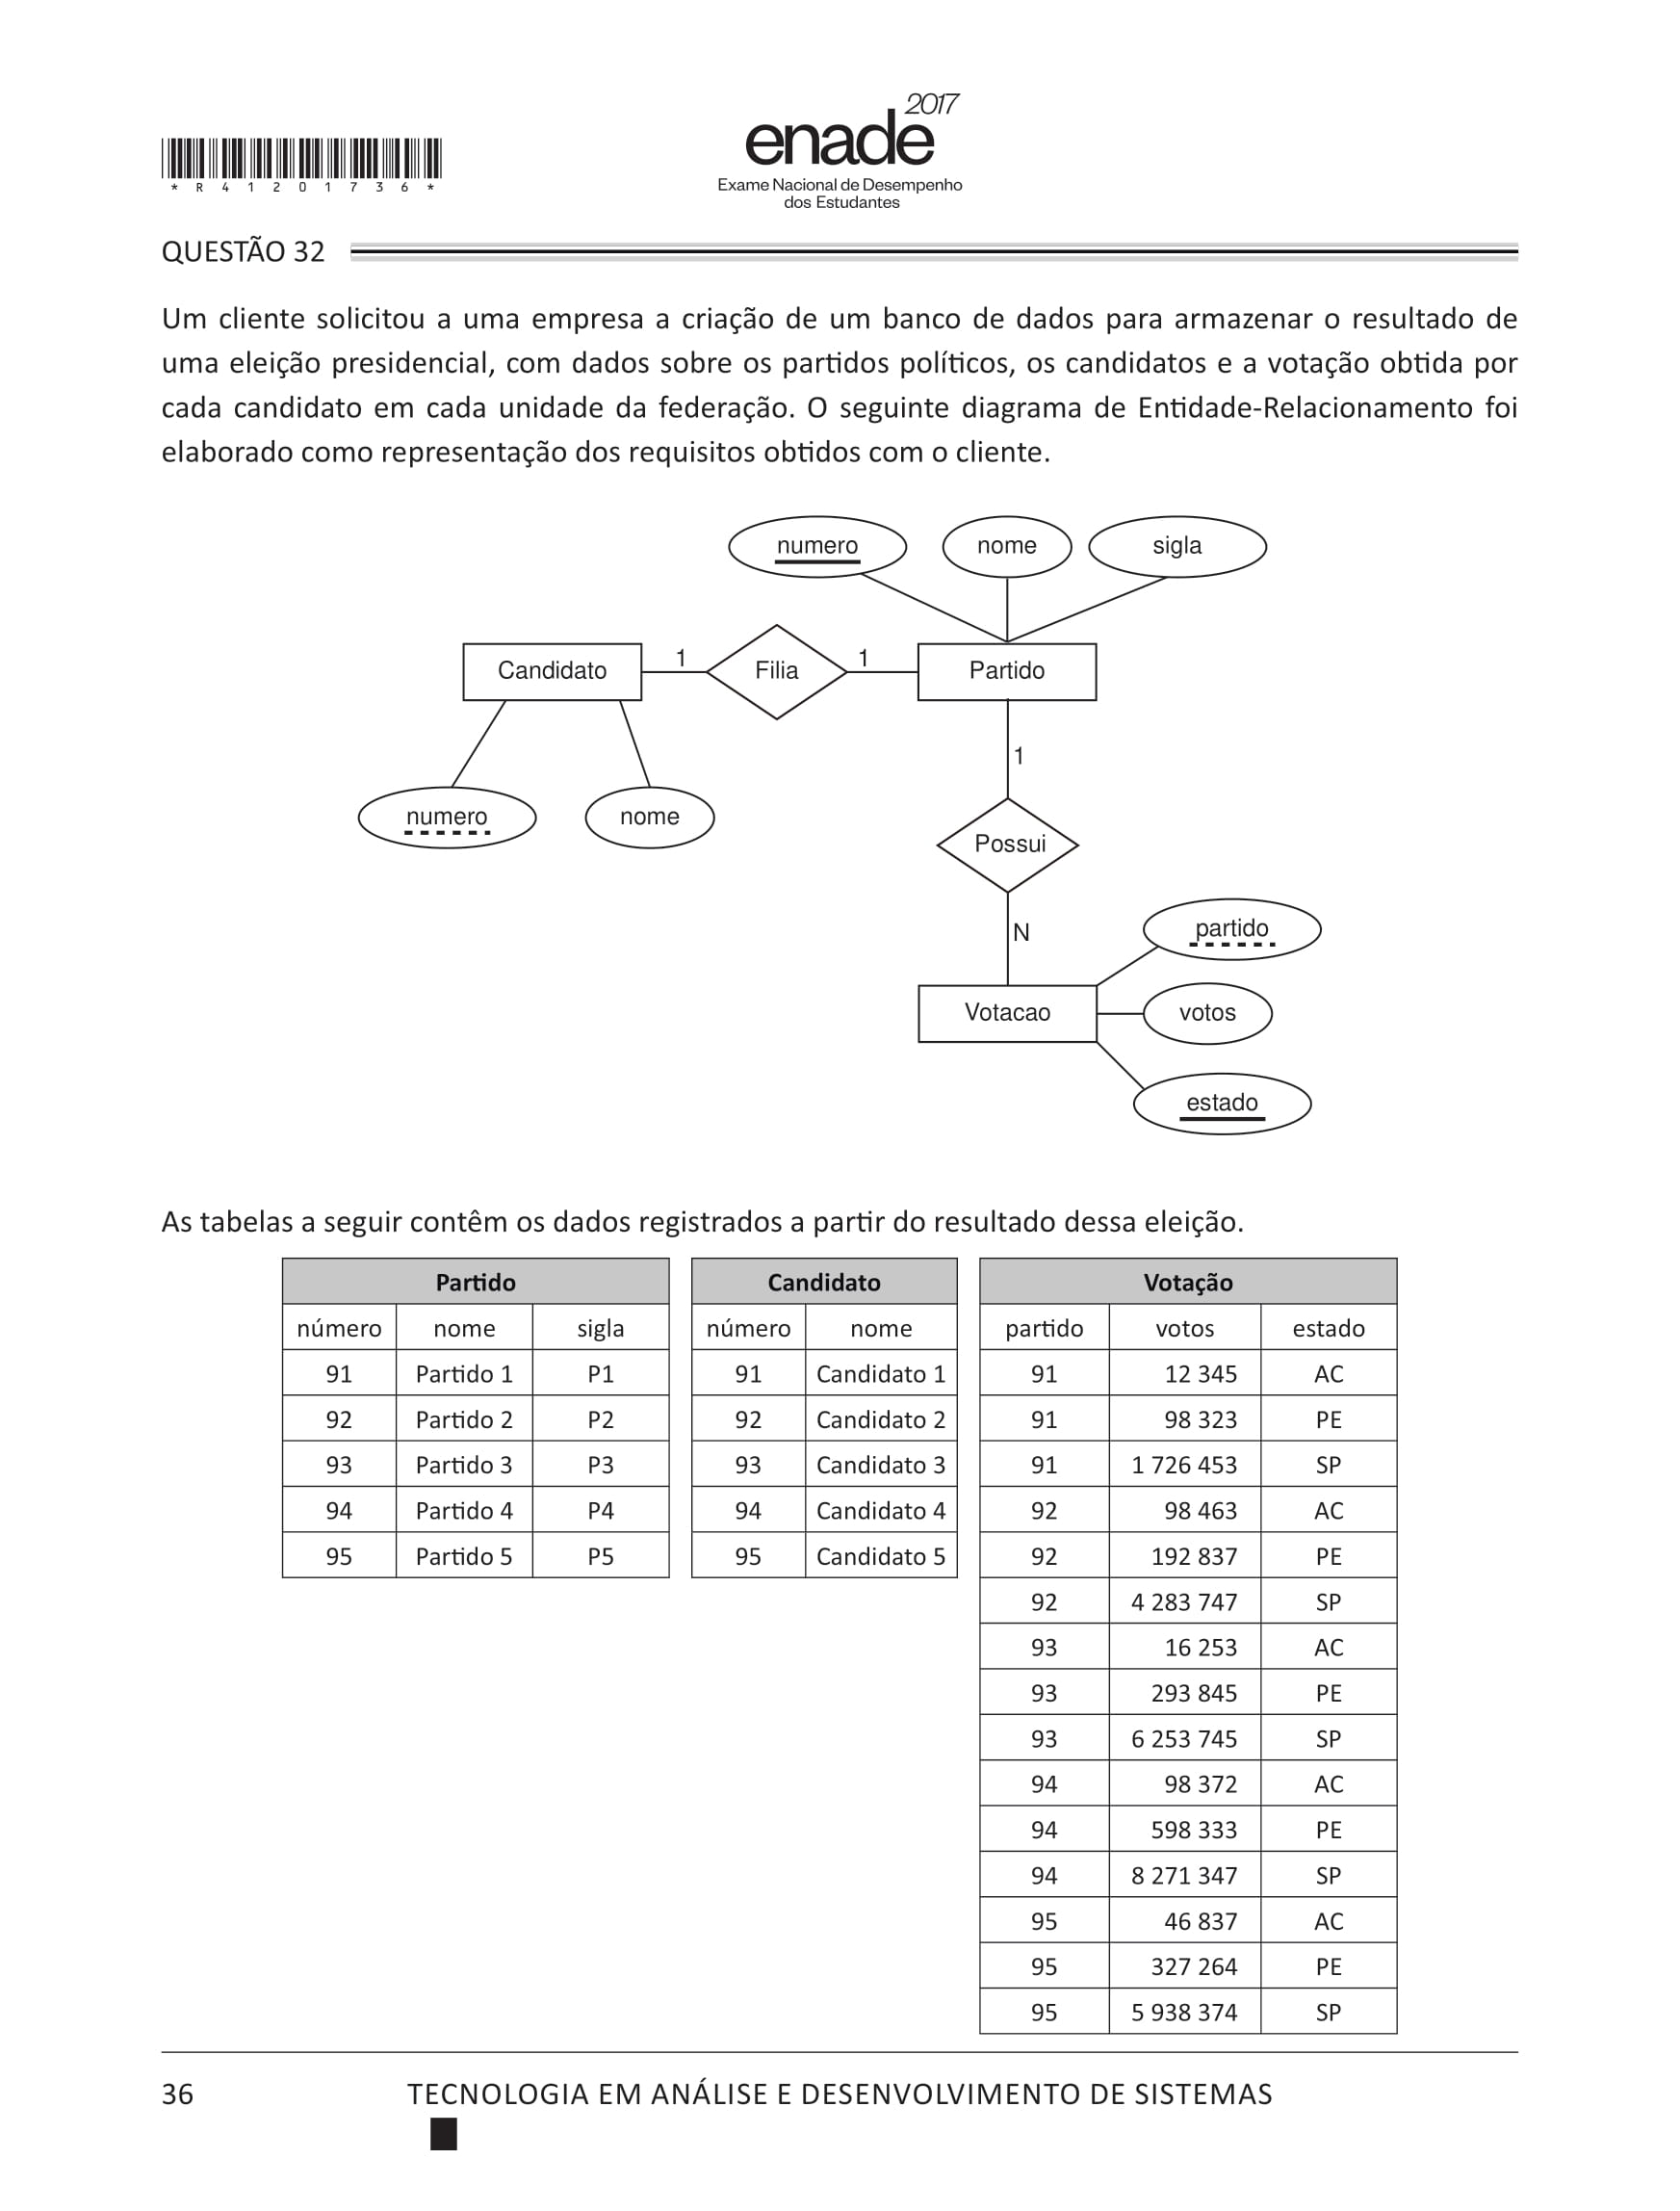 * R 4 1 2 0 1 7 3 6 *
2017
enade
Exame Nacional de Desempenho
dos Estudantes
QUESTÃO 32
Um cliente solicitou a uma empresa a criação de um banco de dados para armazenar o resultado de
uma eleição presidencial, com dados sobre os partidos políticos, os candidatos e a votação obtida por
cada candidato em cada unidade da federação. O seguinte diagrama de Entidade-Relacionamento foi
elaborado como representação dos requisitos obtidos com o cliente.
numero nome sigla
Candidato 1 Filia 1 Partido
1
numero nome
Possui
N
partido
Votacao votos
estado
As tabelas a seguir contêm os dados registrados a partir do resultado dessa eleição.
Partido
número nome sigla
91 Partido 1 P1
92 Partido 2 P2
93 Partido 3 P3
94 Partido 4 P4
95 Partido 5 P5
Candidato
número nome
91 Candidato 1
92 Candidato 2
93 Candidato 3
94 Candidato 4
95 Candidato 5
Votação
partido votos estado
91 12 345 AC
91 98 323 PE
91 1 726 453 SP
92 98 463 AC
92 192 837 PE
92 4 283 747 SP
93 16 253 AC
93 293 845 PE
93 6 253 745 SP
94 98 372 AC
94 598 333 PE
94 8 271 347 SP
95 46 837 AC
95 327 264 PE
95 5 938 374 SP
36 TECNOLOGIA EM ANÁLISE E DESENVOLVIMENTO DE SISTEMAS